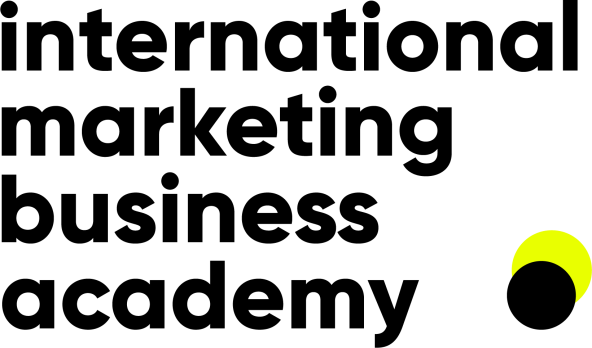 international
marketing
business
academy